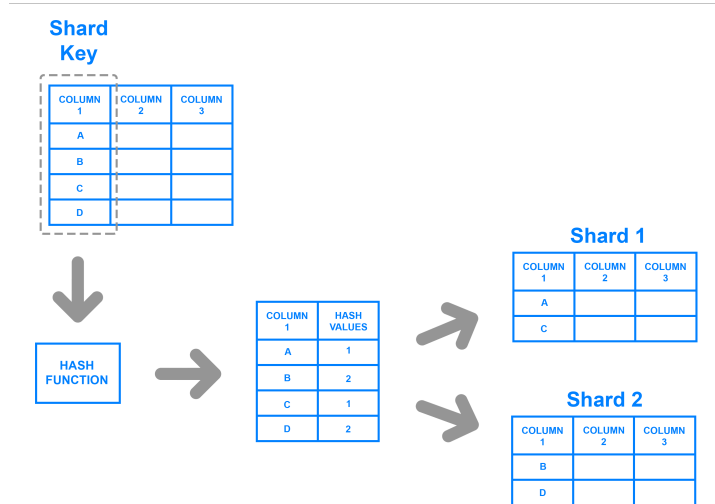 Shard
Key
COLUMN COLUMN COLUMN
1 2 3
A
B
C
D
HASH
FUNCTION
COLUMN HASH
1 VALUES
A 1
B 2
C 1
D 2
Shard 1
COLUMN COLUMN COLUMN
1 2 3
A
C
Shard 2
COLUMN COLUMN COLUMN
1 2 3
B
D